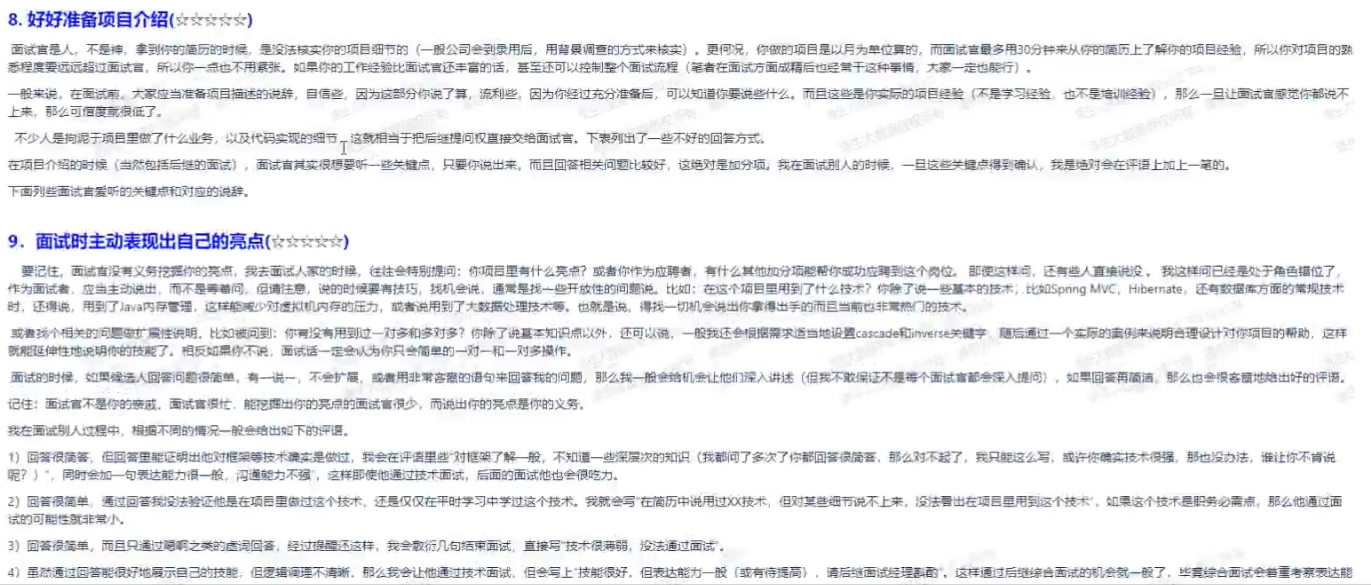 8. 好好准备项目介绍(☆☆☆☆☆)
面试官是人，不是神，拿到你的简历的时候，是没法核实你的项目细节的（一般公司会到录用后，用背景调查的方式来核实）。更何况，你做的项目是以月为单位算的，而面试官最多用30分钟来从你的简历上了解你的项目经验，所以你对项目的熟
悉程度要远远超过面试官，所以你一点也不用紧张。如果你的工作经验比面试官还丰富的话，甚至还可以控制整个面试流程（笔者在面试方面成精后也经常干这种事情，大家一定也能行）。
一般来说，在面试前，大家应当准备项目描述的说辞，自信些，因为这部分你说了算，流利些，因为你经过充分准备后，可以知道你要说些什么。而且这些是你实际的项目经验（不是学习经验，也不是培训经验），那么一旦让面试官感觉你都说不
上来，那么可信度就很低了。
不少人是拘泥于项目里做了什么业务，以及代码实现的细节，这就相当于把后继提问权直接交给面试官。下表列出了一些不好的回答方式。
在项目介绍的时候（当然包括后继的面试），面试官其实很想要听一些关键点，只要你说出来，而且回答相关问题比较好，这绝对是加分项。我在面试别人的时候，一旦这些关键点得到确认，我是绝对会在评语上加上一笔的。
下面列些面试官爱听的关键点和对应的说辞。
9．面试时主动表现出自己的亮点(☆☆☆☆☆)
要记住，面试官没有义务挖掘你的亮点，我去面试人家的时候，往往会特别提问：你项目里有什么亮点？或者你作为应聘者，有什么其他加分项能帮你成功应聘到这个岗位。 即使这样问，还有些人直接说没 。 我这样问已经是处于角色错位了，
作为面试者，应当主动说出，而不是等着问，但请注意，说的时候要有技巧，找机会说，通常是找一些开放性的问题说。比如：在这个项目里用到了什么技术？你除了说一些基本的技术，比如Spring MVC，Hibernate，还有数据库方面的常规技术
时，还得说，用到了Java内存管理，这样能减少对虚拟机内存的压力，或者说用到了大数据处理技术等。也就是说，得找一切机会说出你拿得出手的而且当前也非常热门的技术。
或者找个相关的问题做扩展性说明，比如被问到：你有没有用到过一对多和多对多？你除了说基本知识点以外，还可以说，一般我还会根据需求适当地设置cascade和inverse关键字，随后通过一个实际的案例来说明合理设计对你项目的帮助，这样
就能延伸性地说明你的技能了。相反如果你不说，面试话一定会认为你只会简单的一对一和一对多操作。
面试的时候，如果候选人回答问题很简单，有一说一，不会扩展，或者用非常客套的语句来回答我的问题，那么我一般会给机会让他们深入讲述（但我不敢保证不是每个面试官都会深入提问），如果回答再简洁，那么也会很客套地给出好的评语。
记住：面试官不是你的亲戚，面试官很忙，能挖掘出你的亮点的面试官很少，而说出你的亮点是你的义务。
我在面试别人过程中，根据不同的情况一般会给出如下的评语。
1）回答很简答，但回答里能证明出他对框架等技术确实是做过，我会在评语里些“对框架了解一般，不知道一些深层次的知识（我都问了多次了你都回答很简答，那么对不起了，我只能这么写，或许你确实技术很强，那也没办法，谁让你不肯说
呢？）”，同时会加一句表达能力很一般，沟通能力不强”，这样即使他通过技术面试，后面的面试他也会很吃力。
2）回答很简单，通过回答我没法验证他是在项目里做过这个技术，还是仅仅在平时学习中学过这个技术。我就会写“在简历中说用过XX技术，但对某些细节说不上来，没法看出在项目里用到这个技术”，如果这个技术是职务必需点，那么他通过面
试的可能性就非常小。
3）回答很简单，而且只通过嗯啊之类的虚词回答，经过提醒还这样，我会敷衍几句结束面试，直接写“技术很薄弱，没法通过面试”。
4）虽然通过回答能很好地展示自己的技能，但逻辑调理不清晰，那么我会让他通过技术面试，但会写上“技能很好，但表达能力一般（或有待提高），请后继面试经理斟酌”。这样通过后继综合面试的机会就一般了，毕竟综合面试会着重考察表达能